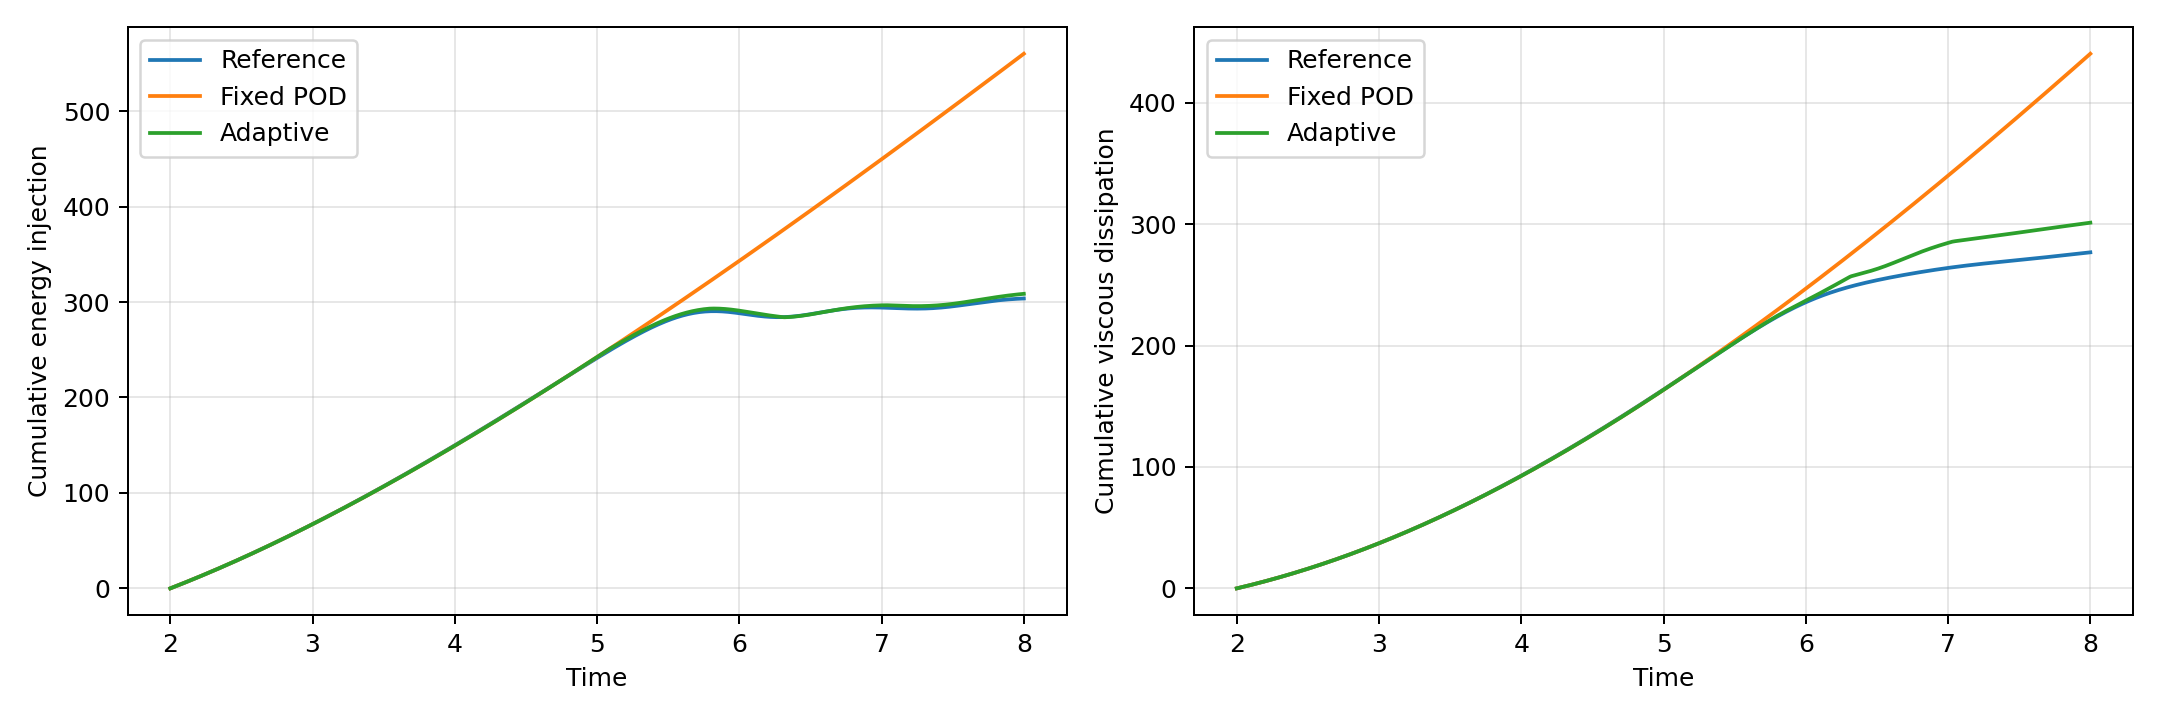 Cumulative energy injection
500
400
300
200
100
0
Reference
Fixed POD
Adaptive
2 3 4 5 6 7 8
Time
Cumulative viscous dissipation
400
300
200
100
0
Reference
Fixed POD
Adaptive
2 3 4 5 6 7 8
Time